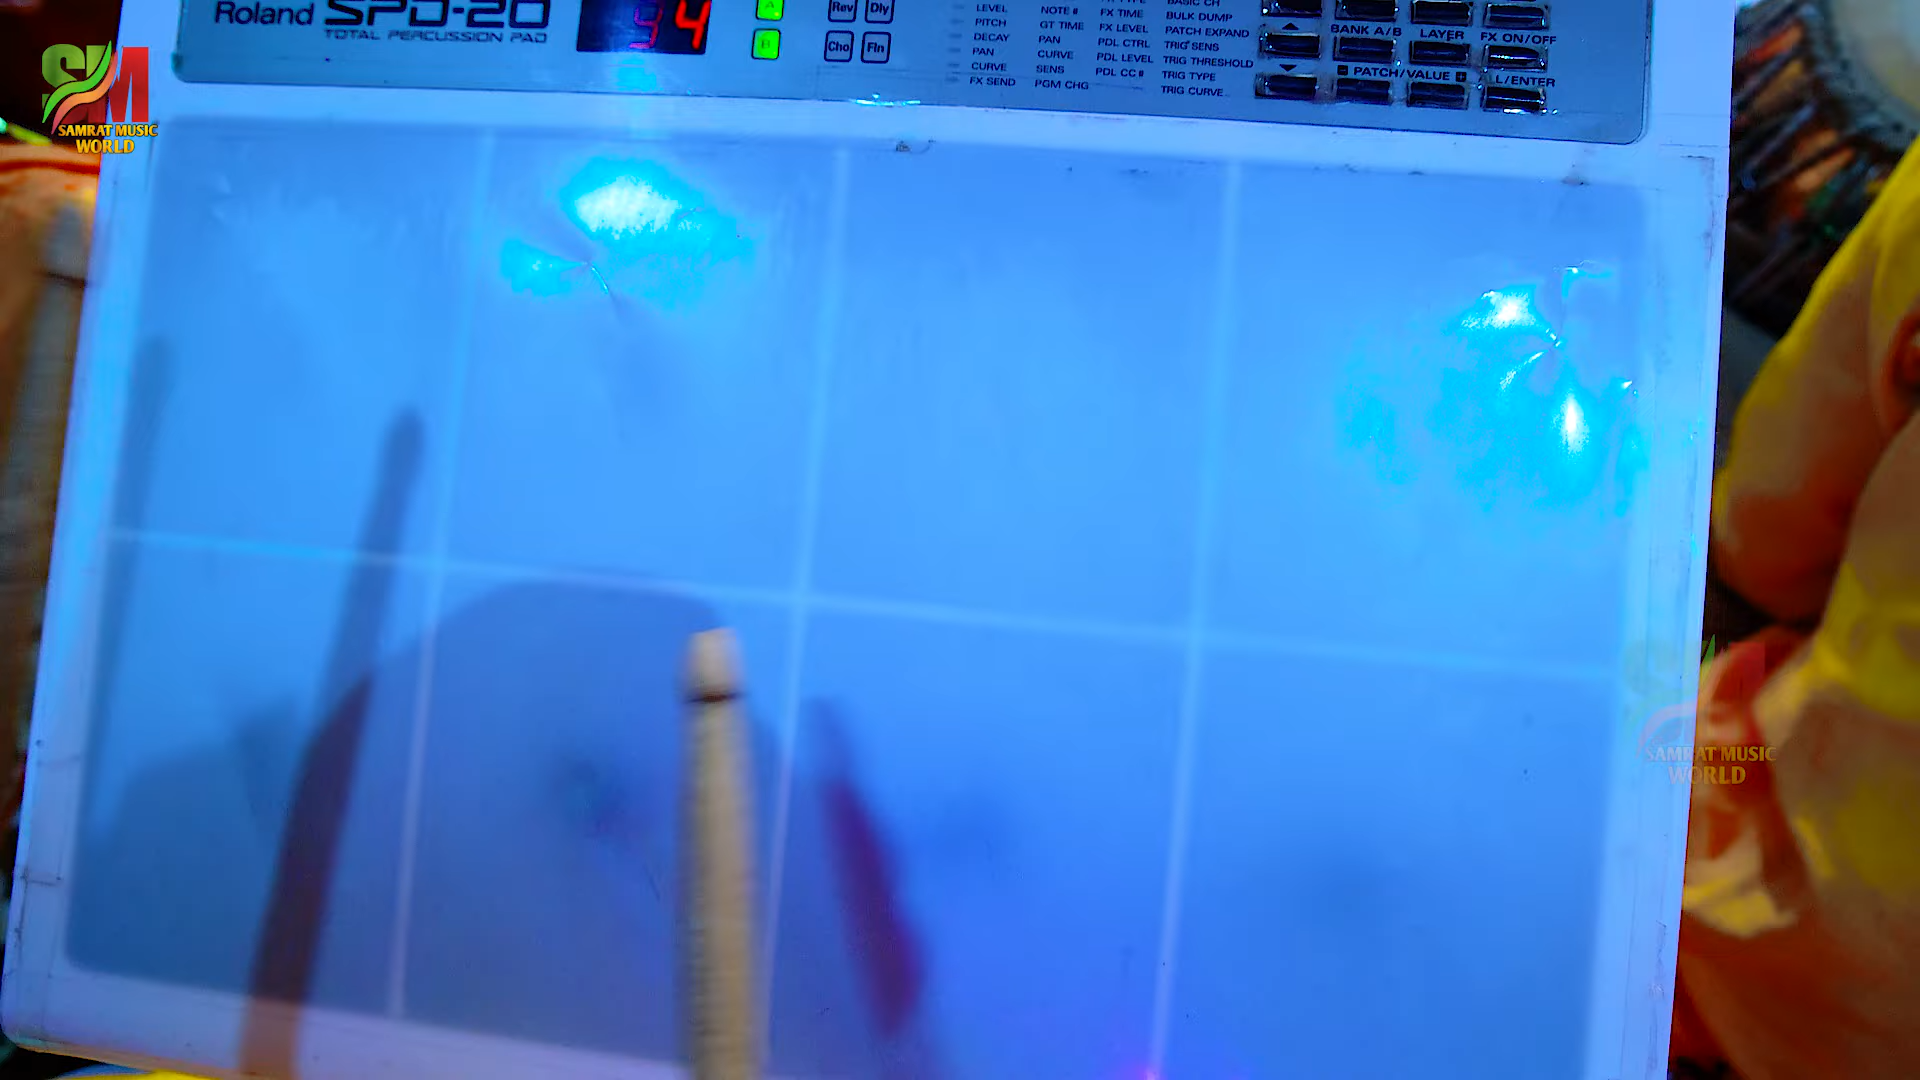 Roland SPD-20
TOTAL PERCUSSION PAD
94
A
B
Rev Dly
Cho Fln
LEVEL
PITCH
DECAY
PAN
CURVE
FX SEND
NOTE #
GT TIME
PAN
CURVE
SENS
PGM CHG
FX TIME
FX LEVEL
PDL CTRL
PDL LEVEL
PDL CC #
BASIC CH
BULK DUMP
PATCH EXPAND
TRIG SENS
TRIG THRESHOLD
TRIG TYPE
TRIG CURVE
BANK A/B LAYER FX ON/OFF
PATCH/VALUE
SM
SAMRAT MUSIC
WORLD
SAMRAT MUSIC
WORLD